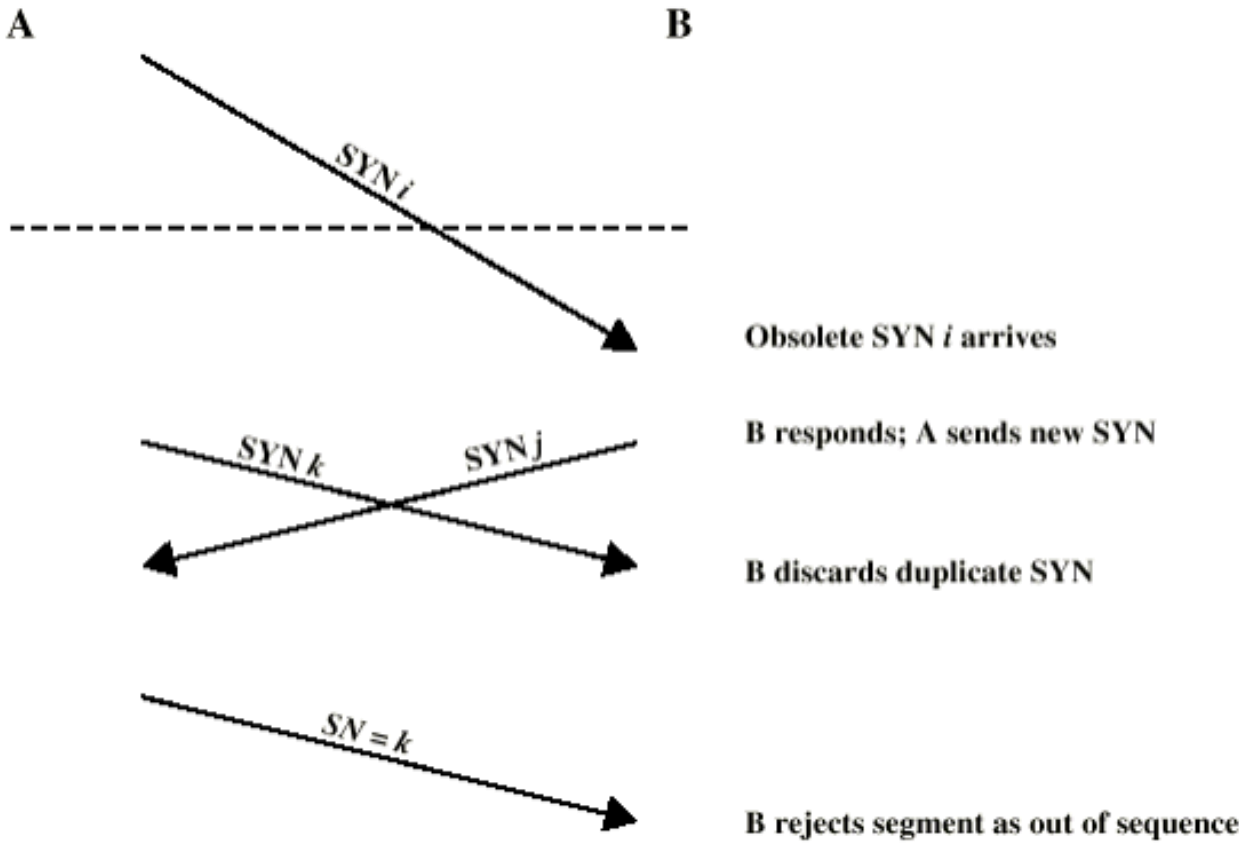 A
B
SYN i
Obsolete SYN i arrives
B responds; A sends new SYN
SYN k
SYN j
B discards duplicate SYN
SN = k
B rejects segment as out of sequence